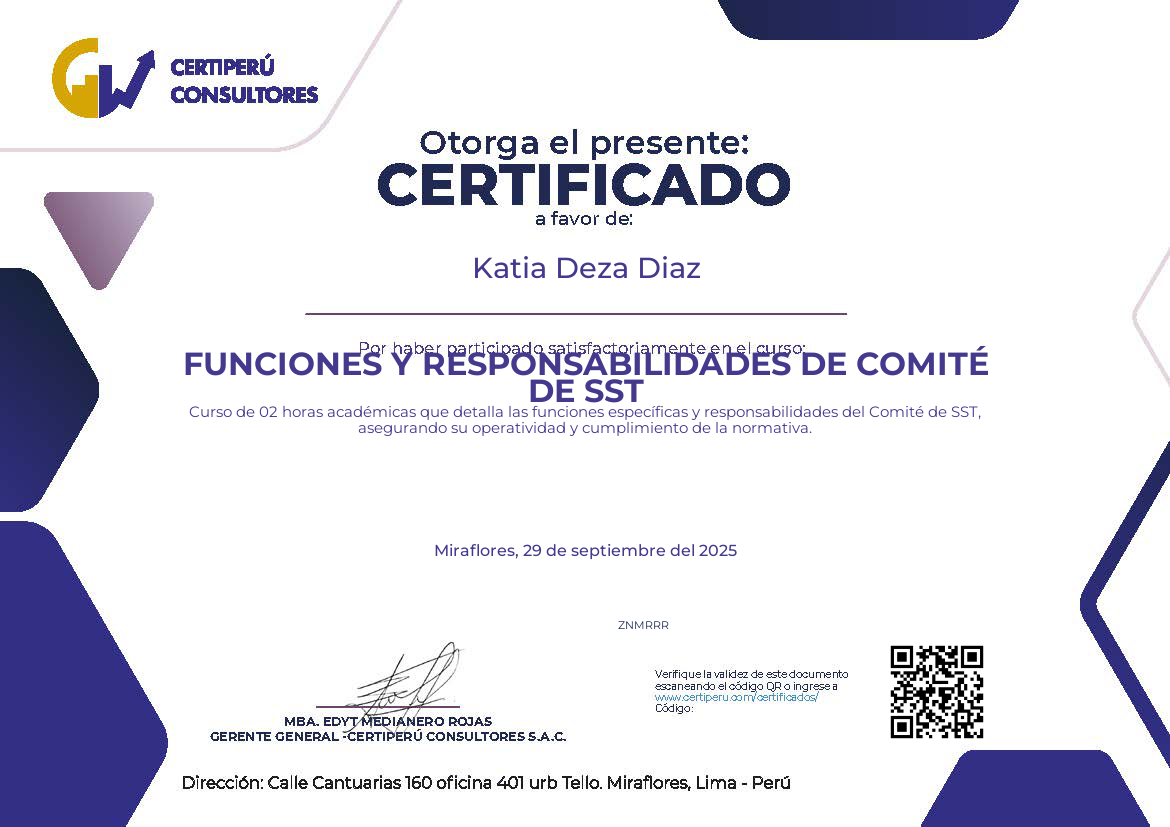 CERTIPERÚ
CONSULTORES
Otorga el presente:
CERTIFICADO
a favor de:
Katia Deza Diaz
Por haber participado satisfactoriamente en el curso:
FUNCIONES Y RESPONSABILIDADES DE COMITÉ
DE SST
Curso de 02 horas académicas que detalla las funciones específicas y responsabilidades del Comité de SST,
asegurando su operatividad y cumplimiento de la normativa.
Miraflores, 29 de septiembre del 2025
ZNMRRR
Verifique la validez de este documento
escaneando el código QR o ingrese a
www.certiperu.com/certificados/
Código:
MBA. EDYT MEDIANERO ROJAS
GERENTE GENERAL -CERTIPERÚ CONSULTORES S.A.C.
Dirección: Calle Cantuarias 160 oficina 401 urb Tello. Miraflores, Lima - Perú